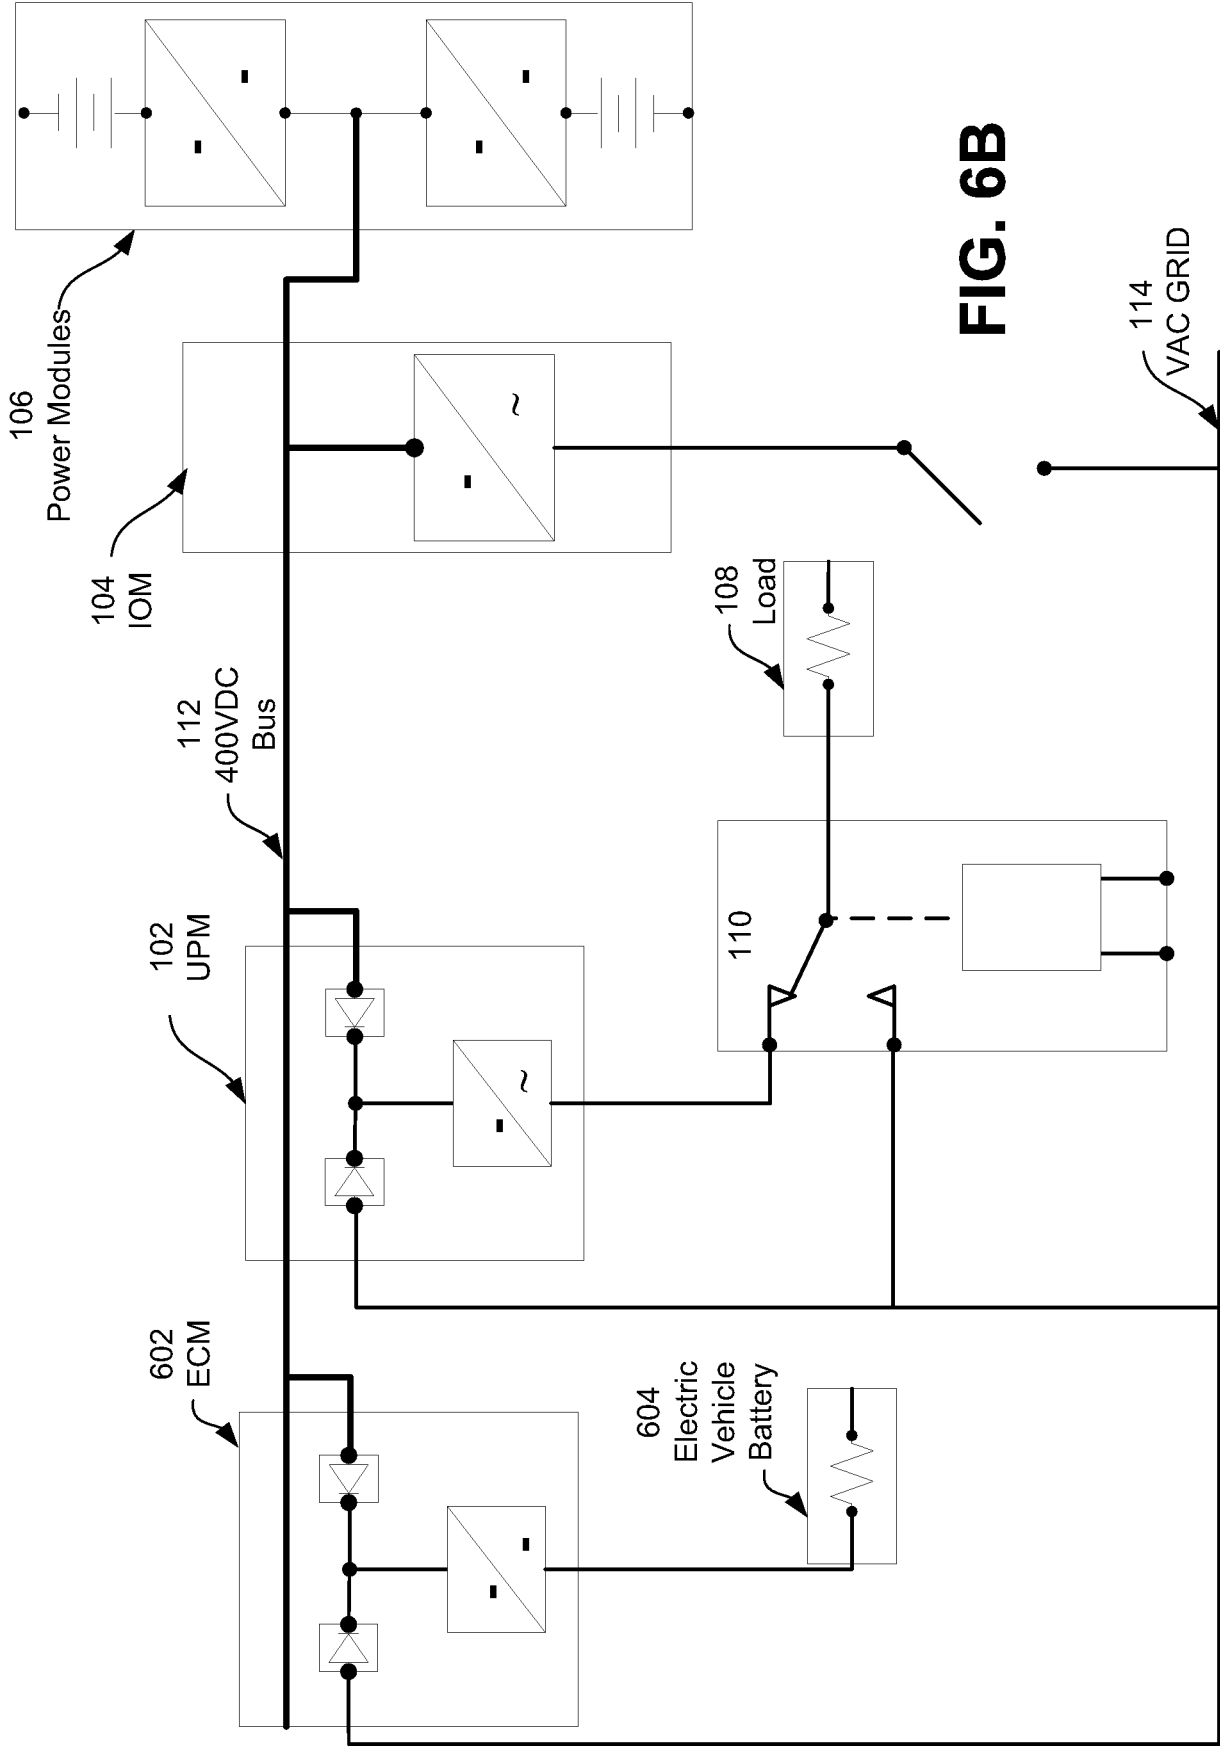 602
ECM
102
UPM
112
400VDC
Bus
104
IOM
106
Power Modules
604
Electric
Vehicle
Battery
110
108
Load
114
VAC GRID
FIG. 6B